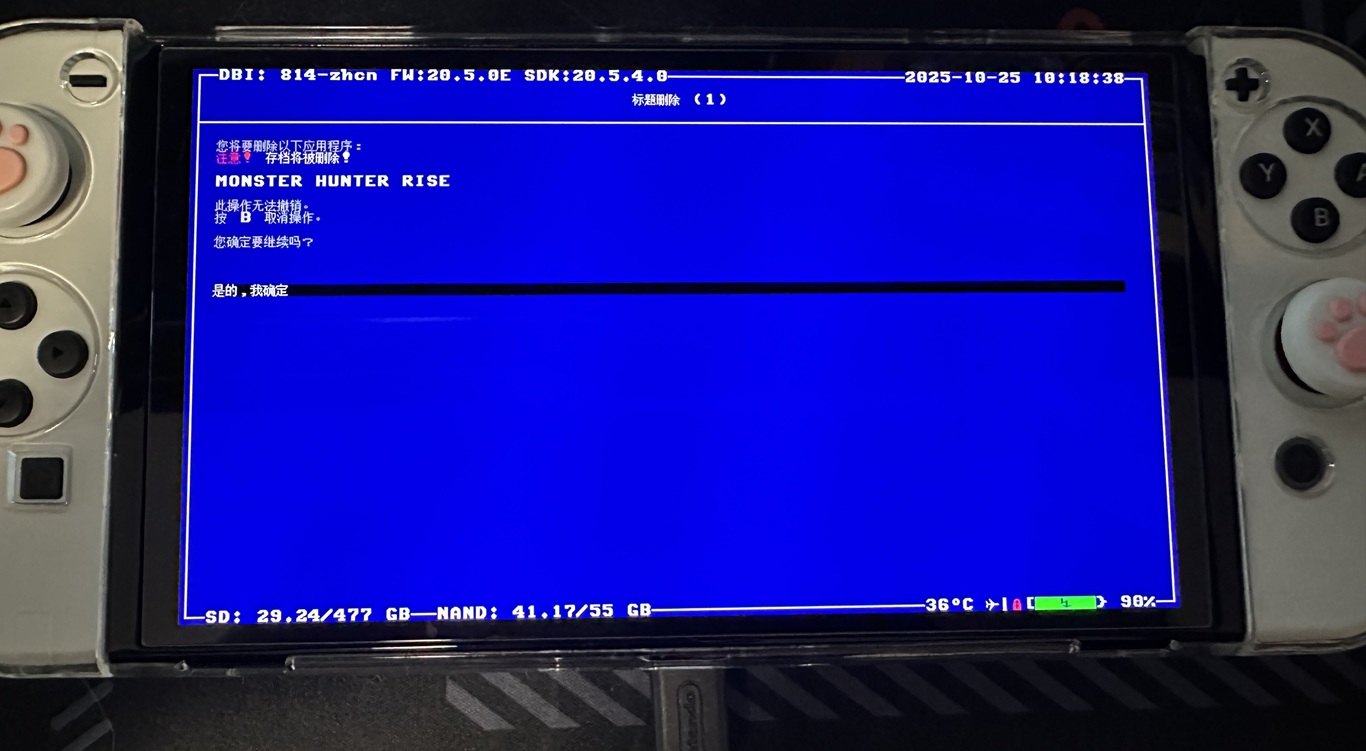 DBI: 814-zhcn FW:20.5.0E SDK:20.5.4.0 2025-10-25 10:18:38
标题删除 (1)
您将要删除以下应用程序:
注意! 存档将被删除!
MONSTER HUNTER RISE
此操作无法撤销。
按 B 取消操作。
您确定要继续吗?
是的,我确定
SD: 29.24/477 GB NAND: 41.17/55 GB 36°C 90%
X
Y
A
B
Nintendo